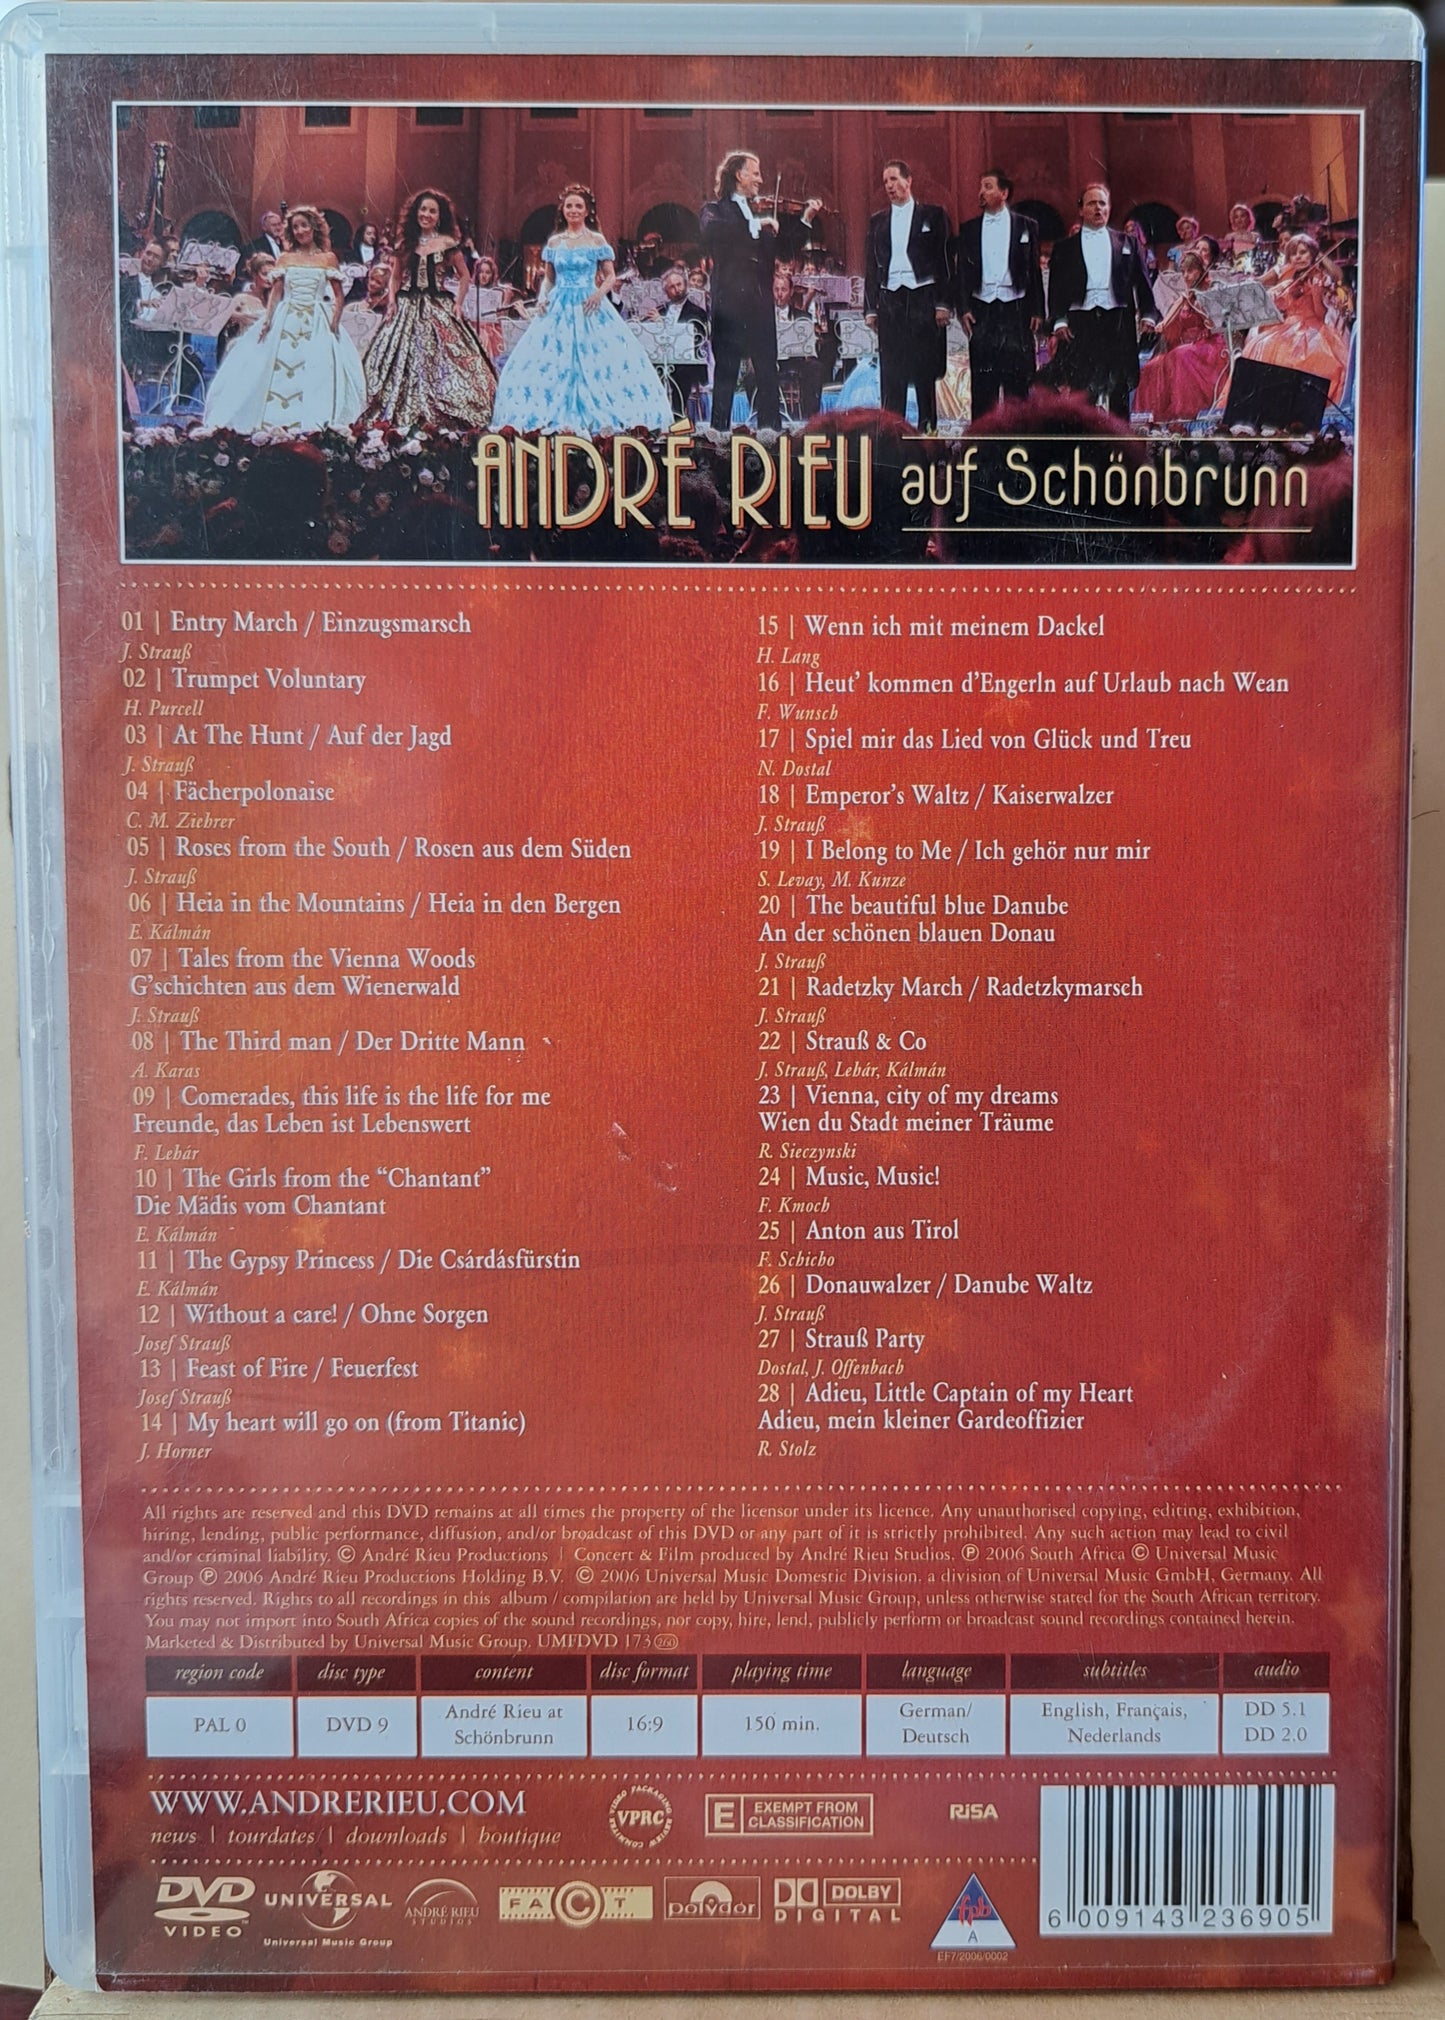 ANDRÉ RIEU auf Schönbrunn
01 | Entry March / Einzugsmarsch
J. Strauß
02 | Trumpet Voluntary
H. Purcell
03 | At The Hunt / Auf der Jagd
J. Strauß
04 | Fächerpolonaise
C. M. Ziehrer
05 | Roses from the South / Rosen aus dem Süden
J. Strauß
06 | Heia in the Mountains / Heia in den Bergen
E. Kálmán
07 | Tales from the Vienna Woods
G'schichten aus dem Wienerwald
J. Strauß
08 | The Third man / Der Dritte Mann
A. Karas
09 | Comerades, this life is the life for me
Freunde, das Leben ist Lebenswert
F. Lehár
10 | The Girls from the “Chantant”
Die Mädis vom Chantant
E. Kálmán
11 | The Gypsy Princess / Die Csárdásfürstin
E. Kálmán
12 | Without a care! / Ohne Sorgen
Josef Strauß
13 | Feast of Fire / Feuerfest
Josef Strauß
14 | My heart will go on (from Titanic)
J. Horner
15 | Wenn ich mit meinem Dackel
H. Lang
16 | Heut' kommen d'Engerln auf Urlaub nach Wean
F. Wunsch
17 | Spiel mir das Lied von Glück und Treu
N. Dostal
18 | Emperor's Waltz / Kaiserwalzer
J. Strauß
19 | I Belong to Me / Ich gehör nur mir
S. Levay, M. Kunze
20 | The beautiful blue Danube
An der schönen blauen Donau
J. Strauß
21 | Radetzky March / Radetzkymarsch
J. Strauß
22 | Strauß & Co
J. Strauß, Lehár, Kálmán
23 | Vienna, city of my dreams
Wien du Stadt meiner Träume
R. Sieczynski
24 | Music, Music!
F. Kmoch
25 | Anton aus Tirol
F. Schicho
26 | Donauwalzer / Danube Waltz
J. Strauß
27 | Strauß Party
Dostal, J. Offenbach
28 | Adieu, Little Captain of my Heart
Adieu, mein kleiner Gardeoffizier
R. Stolz
All rights are reserved and this DVD remains at all times the property of the licensor under its licence. Any unauthorised copying, editing, exhibition,
hiring, lending, public performance, diffusion, and/or broadcast of this DVD or any part of it is strictly prohibited. Any such action may lead to civil
and/or criminal liability. © André Rieu Productions | Concert & Film produced by André Rieu Studios. ℗ 2006 South Africa © Universal Music
Group ℗ 2006 André Rieu Productions Holding B.V. © 2006 Universal Music Domestic Division, a division of Universal Music GmbH, Germany. All
rights reserved. Rights to all recordings in this album / compilation are held by Universal Music Group, unless otherwise stated for the South African territory.
You may not import into South Africa copies of the sound recordings, nor copy, hire, lend, publicly perform or broadcast sound recordings contained herein.
Marketed & Distributed by Universal Music Group. UMFDVD 173 260
region code disc type content disc format playing time language subtitles audio
PAL 0 DVD 9 André Rieu at Schönbrunn 16:9 150 min. German/ Deutsch English, Français, Nederlands DD 5.1 DD 2.0
WWW.ANDRERIEU.COM
news | tourdates | downloads | boutique
VIDEO PACKAGING REVIEW COMMITTEE VPRC
E EXEMPT FROM CLASSIFICATION
RiSA
DVD VIDEO
UNIVERSAL
Universal Music Group
ANDRÉ RIEU STUDIOS
FACT
polydor
DOLBY DIGITAL
fpb
A
EF7/2006/0002
6 009143 236905